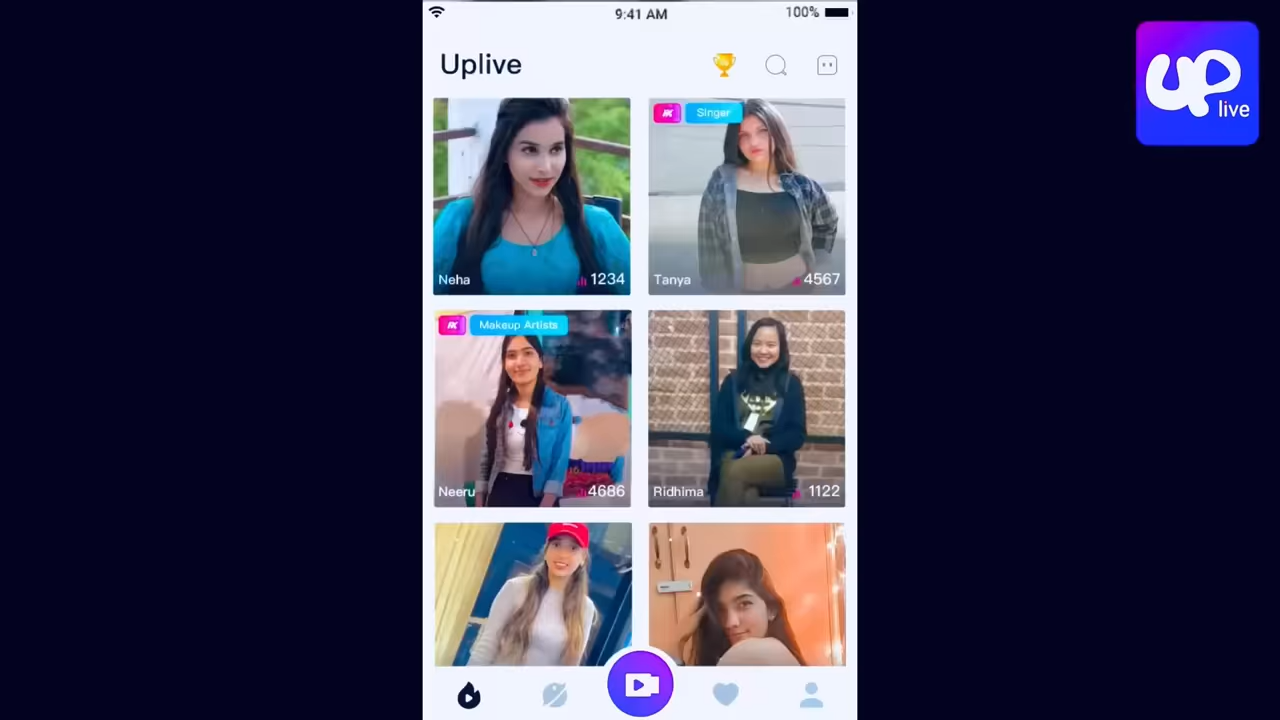 9:41 AM
100%
Uplive
up
live
Singer
Neha
1234
Tanya
4567
Makeup Artists
Neeru
4686
Ridhima
1122